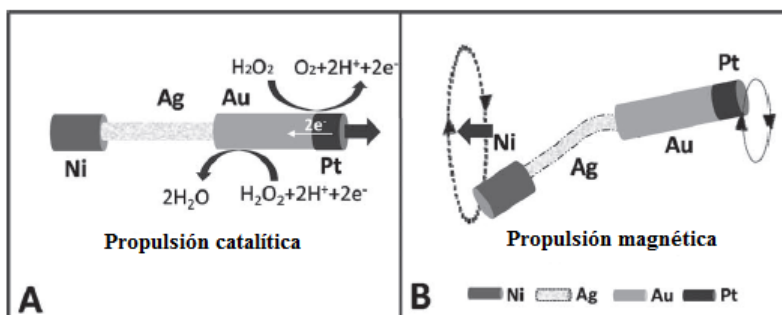 H₂O₂ O₂+2H⁺+2e⁻
Ag Au
2e⁻
Ni Pt
2H₂O H₂O₂+2H⁺+2e⁻
Propulsión catalítica
A
Pt
Ni
Au
Ag
Propulsión magnética
B Ni Ag Au Pt